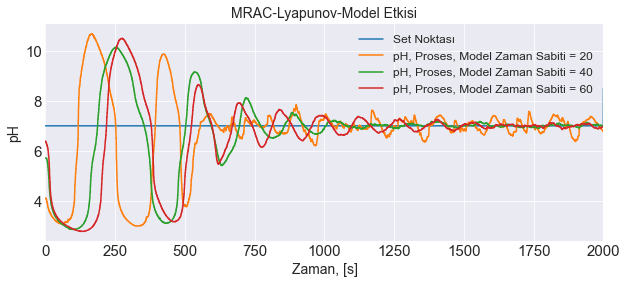 MRAC-Lyapunov-Model Etkisi
Set Noktası
pH, Proses, Model Zaman Sabiti = 20
pH, Proses, Model Zaman Sabiti = 40
pH, Proses, Model Zaman Sabiti = 60
10
8
6
4
pH
0 250 500 750 1000 1250 1500 1750 2000
Zaman, [s]